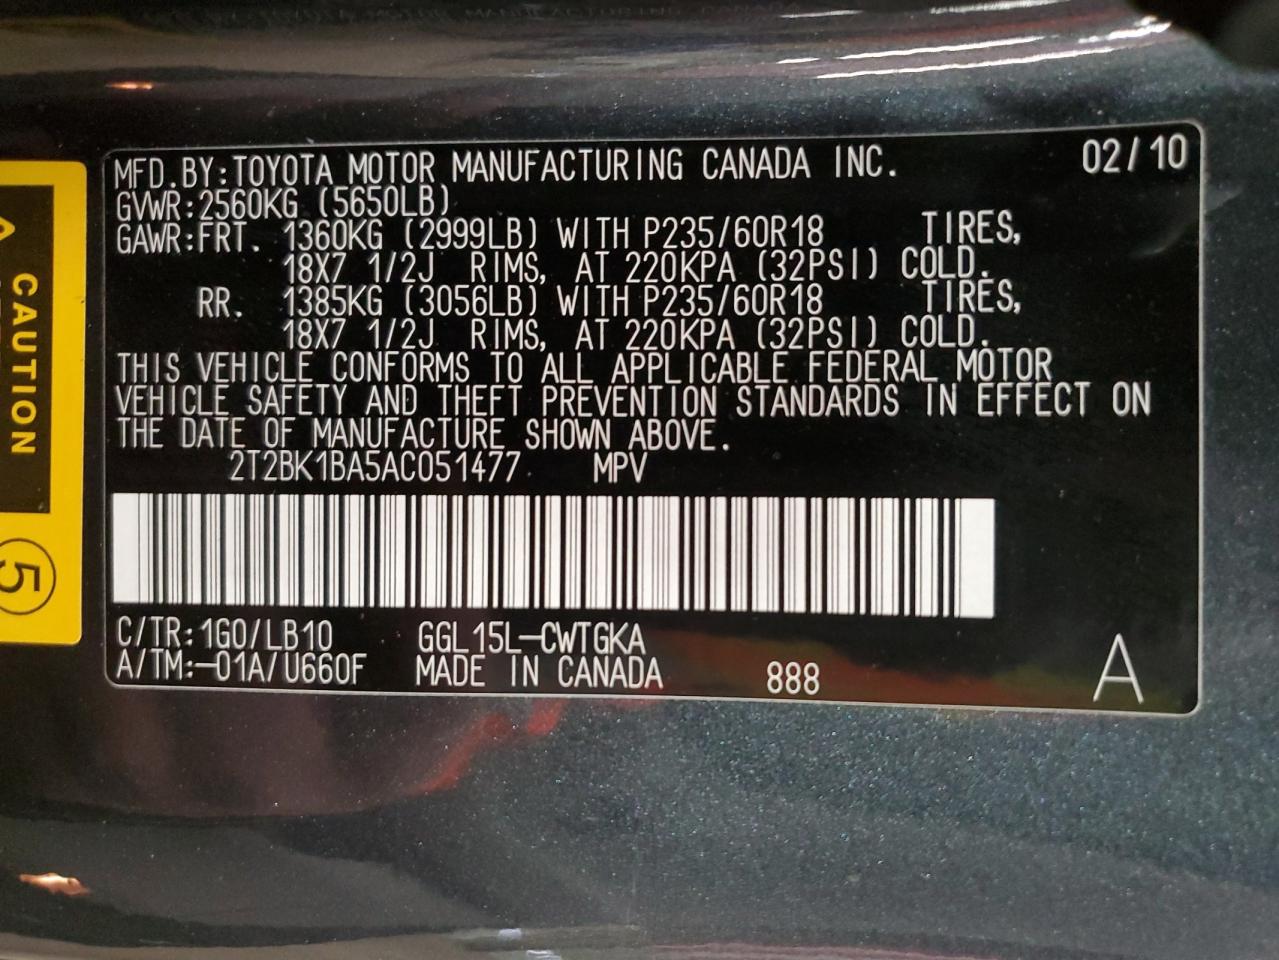 MFD.BY:TOYOTA MOTOR MANUFACTURING CANADA INC. 02/10
GVWR:2560KG (5650LB)
GAWR:FRT. 1360KG (2999LB) WITH P235/60R18 TIRES,
18X7 1/2J RIMS, AT 220KPA (32PSI) COLD.
RR. 1385KG (3056LB) WITH P235/60R18 TIRES,
18X7 1/2J RIMS, AT 220KPA (32PSI) COLD.
THIS VEHICLE CONFORMS TO ALL APPLICABLE FEDERAL MOTOR
VEHICLE SAFETY AND THEFT PREVENTION STANDARDS IN EFFECT ON
THE DATE OF MANUFACTURE SHOWN ABOVE.
2T2BK1BA5AC051477 MPV
C/TR:1G0/LB10 GGL15L-CWTGKA
A/TM:-01A/U660F MADE IN CANADA 888 A
CAUTION
5